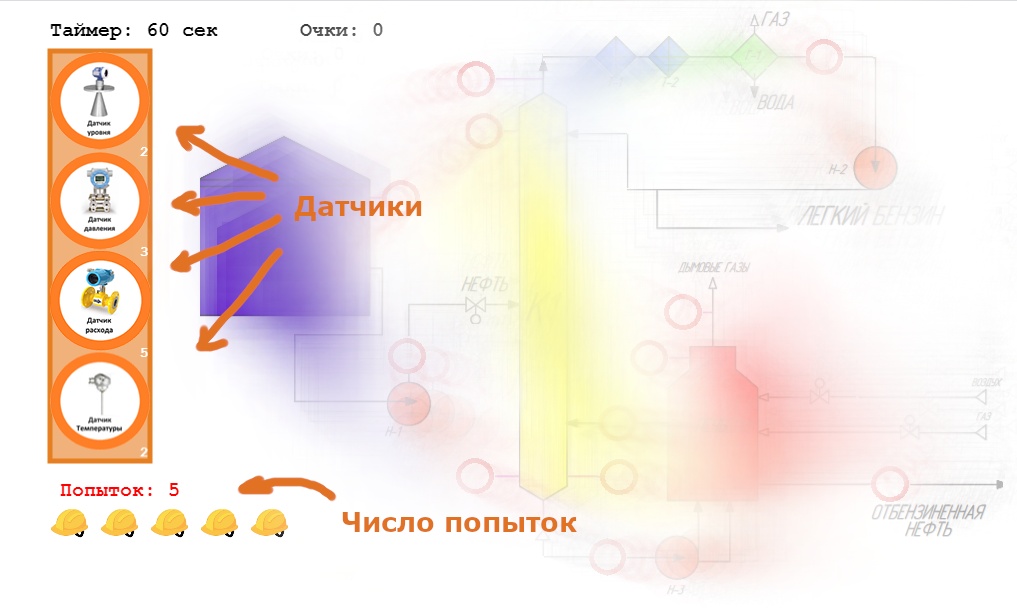 Таймер: 60 сек
Очки: 0
Датчик
уровня
2
Датчик
давления
3
Датчик
расхода
5
Датчик
Температуры
2
Датчики
Попыток: 5
Число попыток
ГАЗ
ВОДА
Н-2
ЛЕГКИЙ БЕНЗИН
ДЫМОВЫЕ ГАЗЫ
НЕФТЬ
Н-1
ВОЗДУХ
ГАЗ
ОТБЕНЗИНЕННАЯ
НЕФТЬ
Н-3